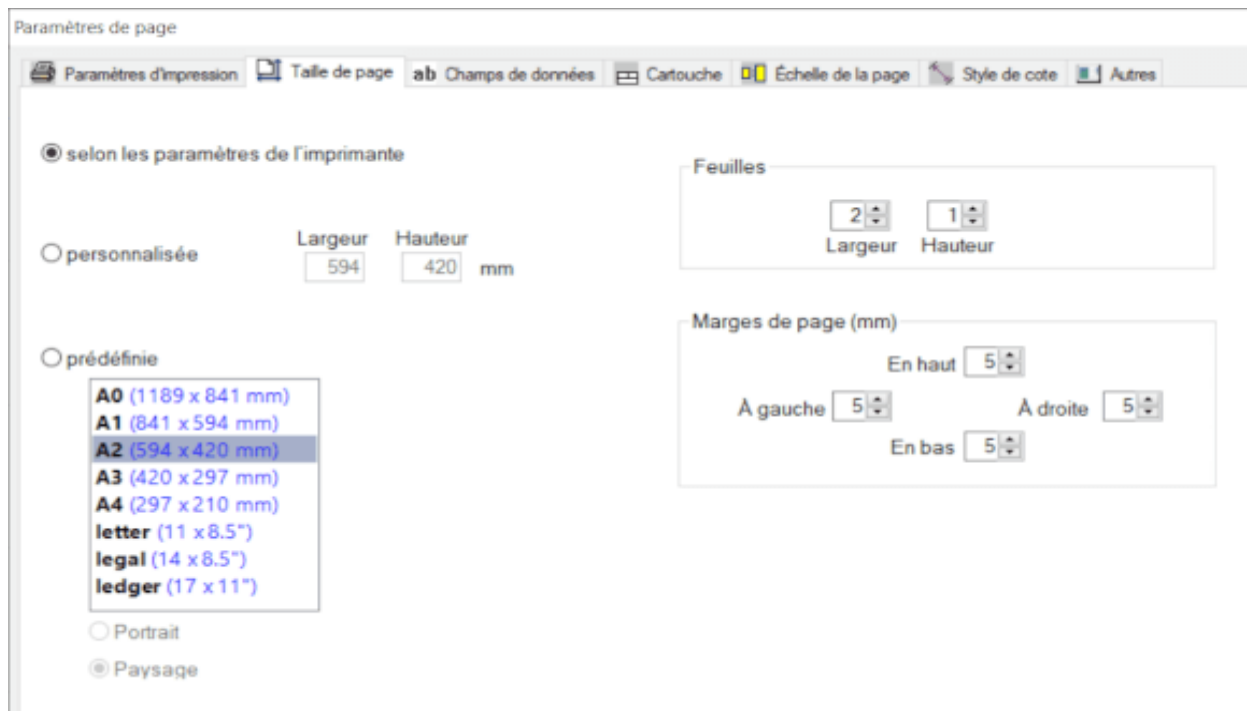 Paramètres de page
Paramètres d'impression Taille de page ab Champs de données Cartouche Échelle de la page Style de cote Autres
selon les paramètres de l'imprimante
Feuilles
2 1
Largeur Hauteur
Largeur Hauteur
personnalisée 594 420 mm
Marges de page (mm)
En haut 5
À gauche 5 À droite 5
En bas 5
prédéfinie
A0 (1189 x 841 mm)
A1 (841 x 594 mm)
A2 (594 x 420 mm)
A3 (420 x 297 mm)
A4 (297 x 210 mm)
letter (11 x 8.5")
legal (14 x 8.5")
ledger (17 x 11")
Portrait
Paysage